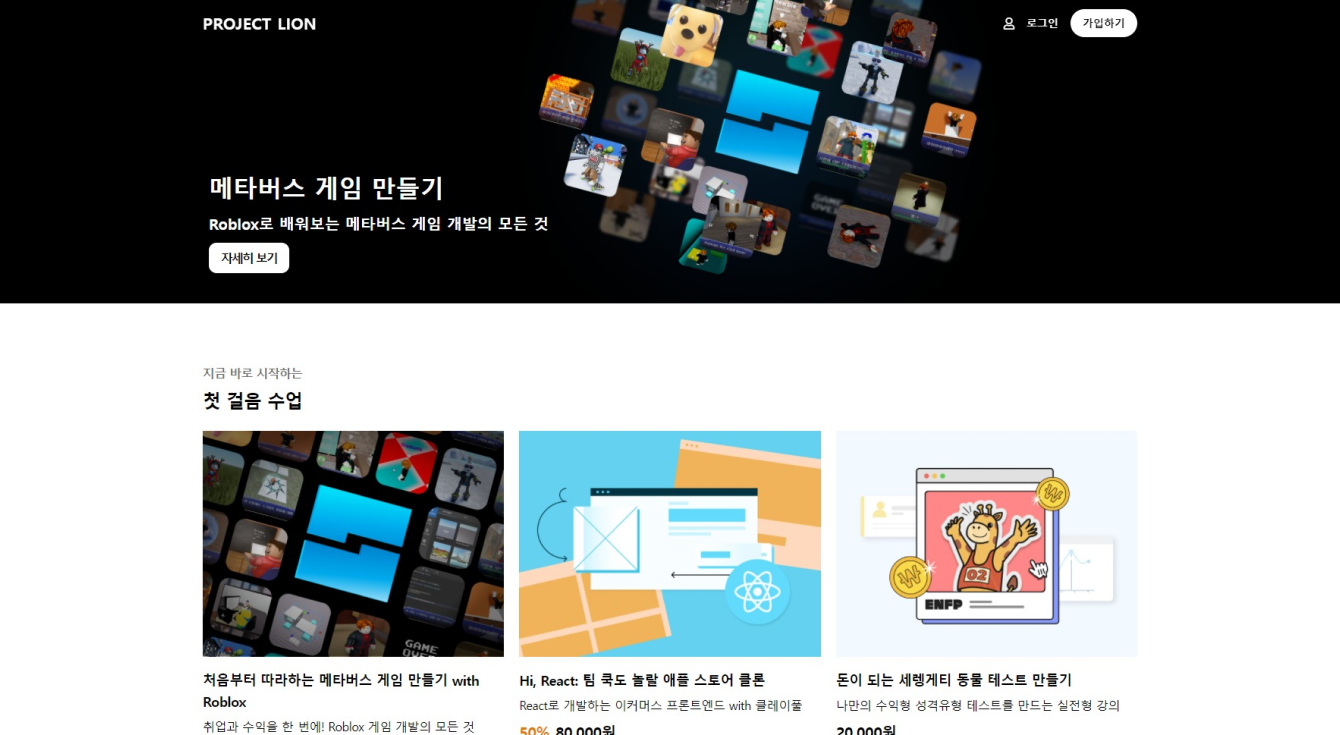 PROJECT LION
로그인
가입하기
메타버스 게임 만들기
Roblox로 배워보는 메타버스 게임 개발의 모든 것
자세히 보기
지금 바로 시작하는
첫 걸음 수업
GAME
OVER
02
ENFP
처음부터 따라하는 메타버스 게임 만들기 with
Roblox
취업과 수익을 한 번에! Roblox 게임 개발의 모든 것
Hi, React: 팀 쿡도 놀랄 애플 스토어 클론
React로 개발하는 이커머스 프론트엔드 with 클레이풀
50% 80,000원
돈이 되는 세렝게티 동물 테스트 만들기
나만의 수익형 성격유형 테스트를 만드는 실전형 강의
20,000원